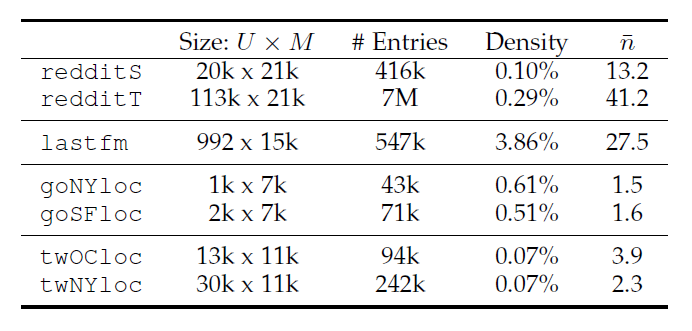 Size: U × M # Entries Density n̄
redditS 20k x 21k 416k 0.10% 13.2
redditT 113k x 21k 7M 0.29% 41.2
lastfm 992 x 15k 547k 3.86% 27.5
goNYloc 1k x 7k 43k 0.61% 1.5
goSFloc 2k x 7k 71k 0.51% 1.6
twOCloc 13k x 11k 94k 0.07% 3.9
twNYloc 30k x 11k 242k 0.07% 2.3